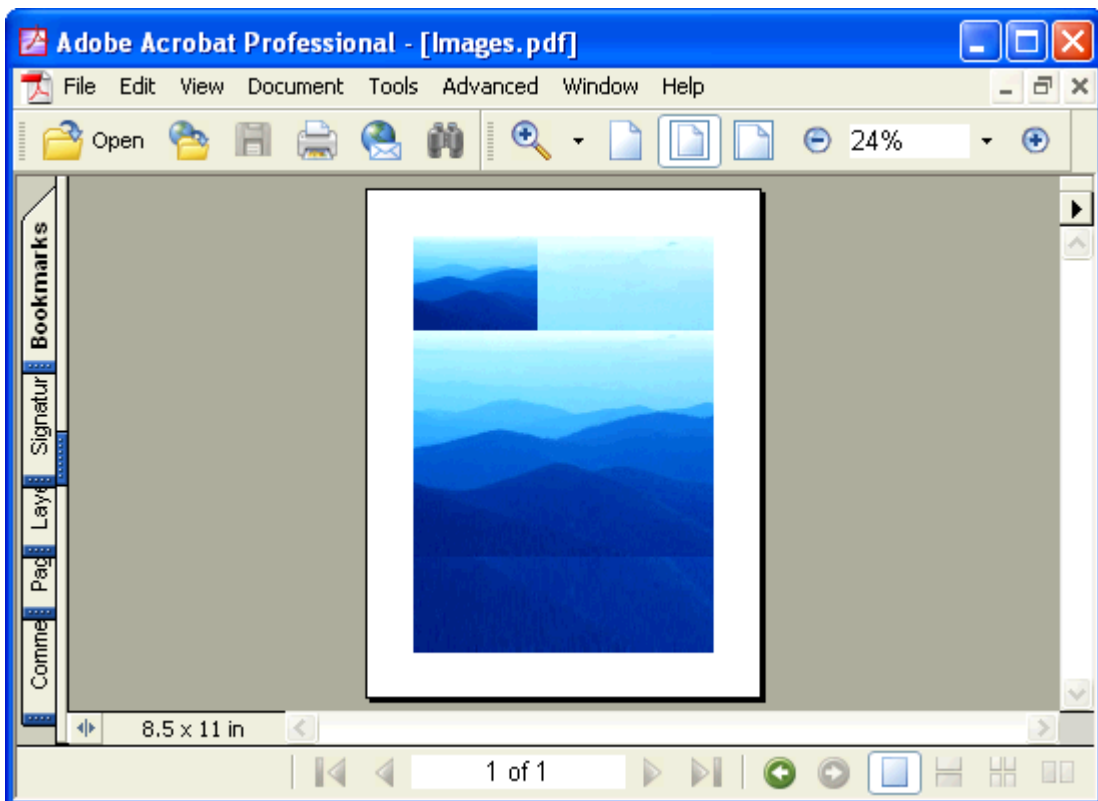 Adobe Acrobat Professional - [Images.pdf]
File Edit View Document Tools Advanced Window Help
Open 24%
Bookmarks
Signatur
Laye
Pag
Comme
8.5 x 11 in
1 of 1